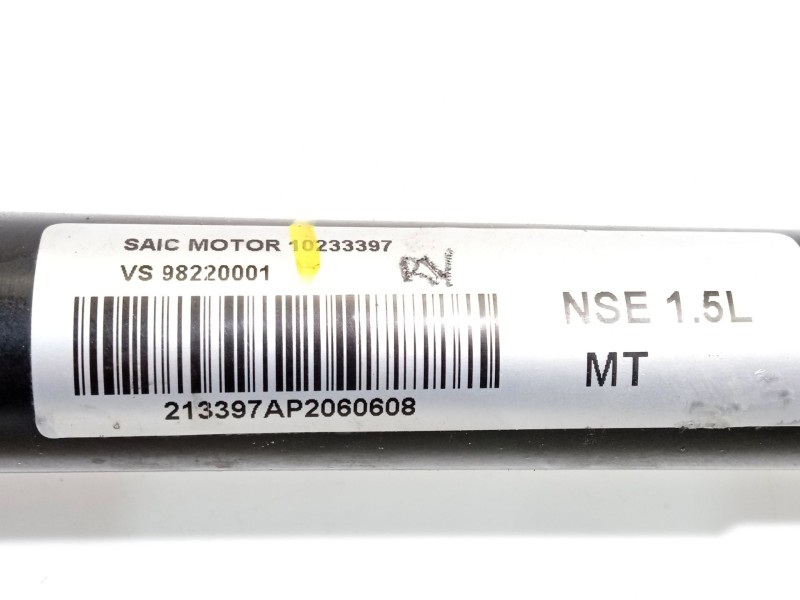 SAIC MOTOR 10233397
VS 98220001
213397AP2060608
NSE 1.5L
MT